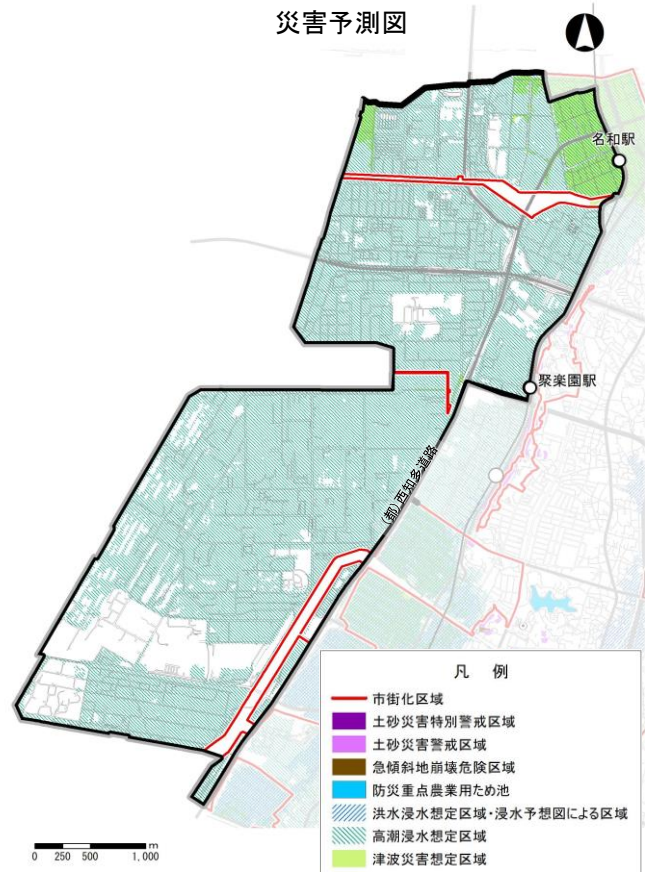 災害予測図
名和駅
聚楽園駅
(都)西知多道路
凡 例
市街化区域
土砂災害特別警戒区域
土砂災害警戒区域
急傾斜地崩壊危険区域
防災重点農業用ため池
洪水浸水想定区域・浸水予想図による区域
高潮浸水想定区域
津波災害想定区域
0 250 500 1,000 m